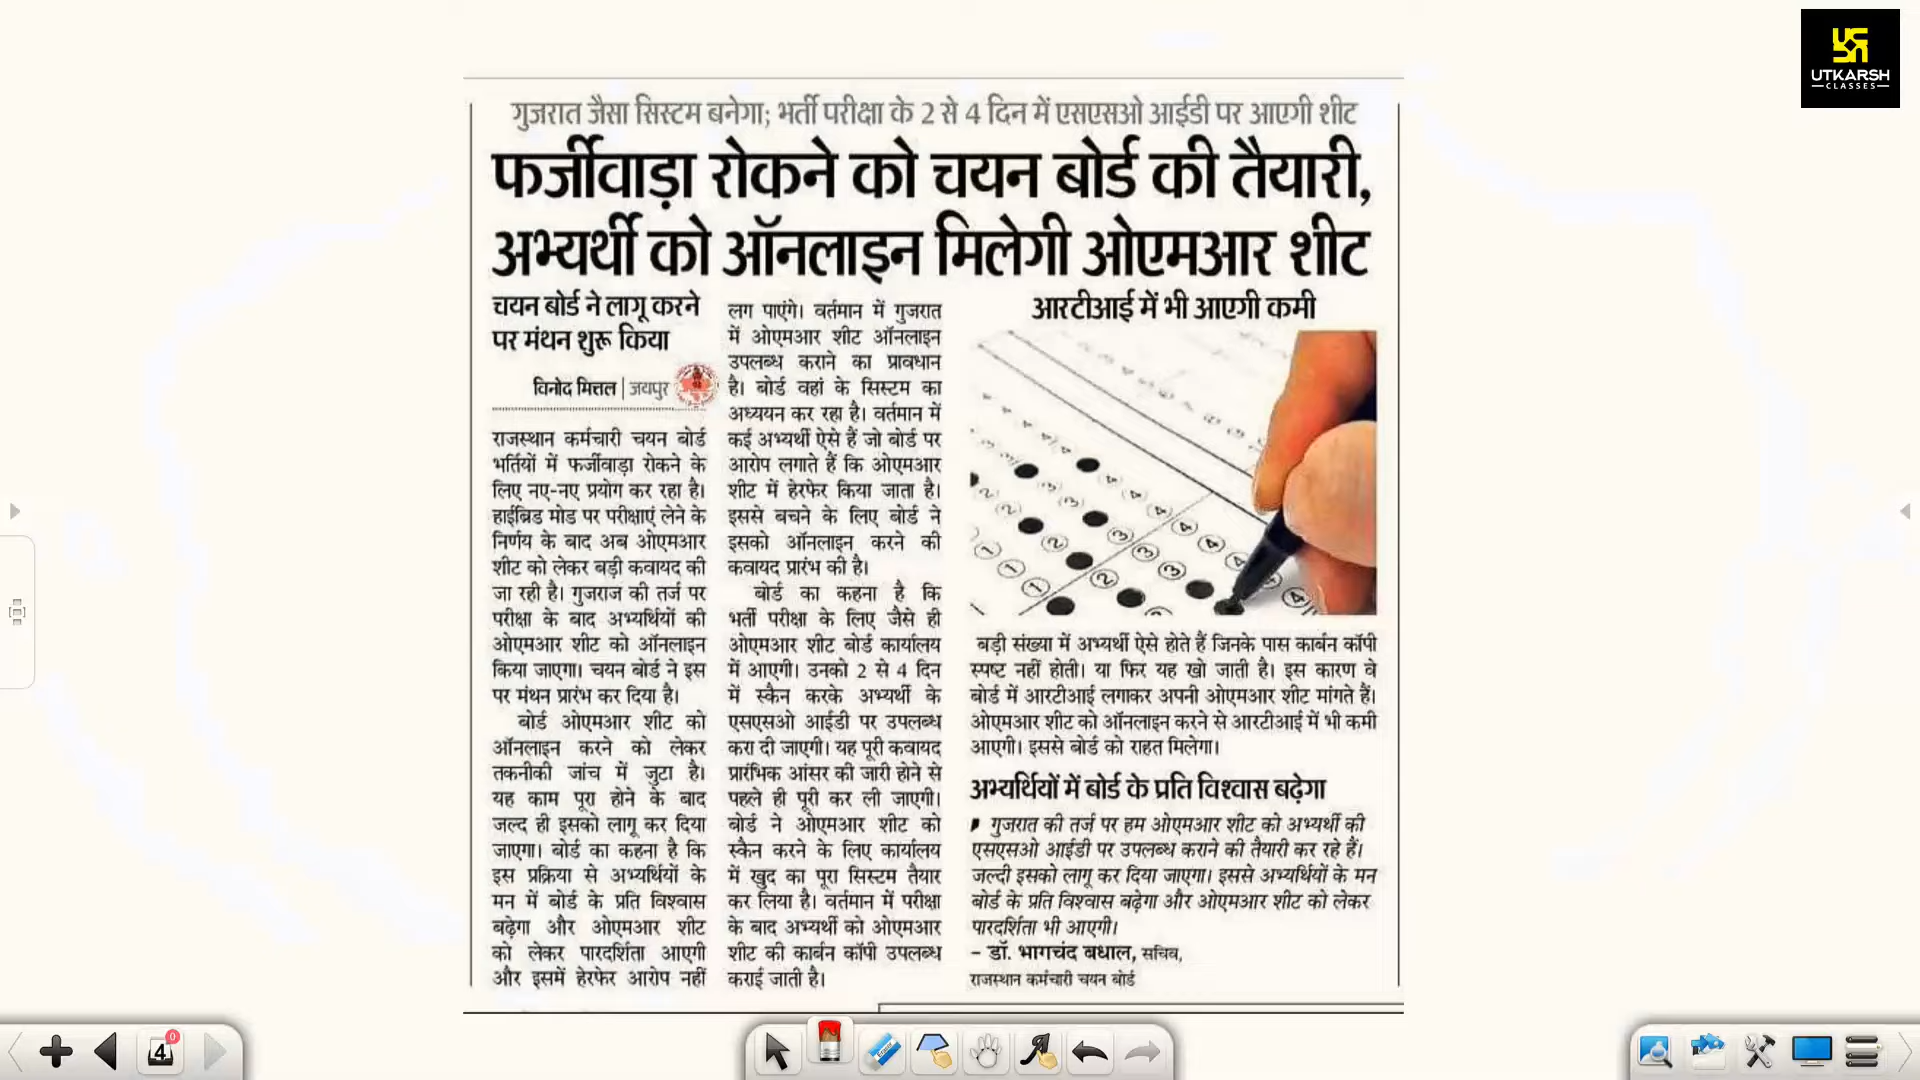 UTKARSH
CLASSES
गुजरात जैसा सिस्टम बनेगा; भर्ती परीक्षा के 2 से 4 दिन में एसएसओ आईडी पर आएगी शीट
फर्जीवाड़ा रोकने को चयन बोर्ड की तैयारी,
अभ्यर्थी को ऑनलाइन मिलेगी ओएमआर शीट
चयन बोर्ड ने लागू करने
पर मंथन शुरू किया
विनोद मित्तल | जयपुर
राजस्थान कर्मचारी चयन बोर्ड
भर्तियों में फर्जीवाड़ा रोकने के
लिए नए-नए प्रयोग कर रहा है।
हाईब्रिड मोड पर परीक्षाएं लेने के
निर्णय के बाद अब ओएमआर
शीट को लेकर बड़ी कवायद की
जा रही है। गुजराज की तर्ज पर
परीक्षा के बाद अभ्यर्थियों की
ओएमआर शीट को ऑनलाइन
किया जाएगा। चयन बोर्ड ने इस
पर मंथन प्रारंभ कर दिया है।
बोर्ड ओएमआर शीट को
ऑनलाइन करने को लेकर
तकनीकी जांच में जुटा है।
यह काम पूरा होने के बाद
जल्द ही इसको लागू कर दिया
जाएगा। बोर्ड का कहना है कि
इस प्रक्रिया से अभ्यर्थियों के
मन में बोर्ड के प्रति विश्वास
बढ़ेगा और ओएमआर शीट
को लेकर पारदर्शिता आएगी
और इसमें हेरफेर आरोप नहीं
लग पाएंगे। वर्तमान में गुजरात
में ओएमआर शीट ऑनलाइन
उपलब्ध कराने का प्रावधान
है। बोर्ड वहां के सिस्टम का
अध्ययन कर रहा है। वर्तमान में
कई अभ्यर्थी ऐसे हैं जो बोर्ड पर
आरोप लगाते हैं कि ओएमआर
शीट में हेरफेर किया जाता है।
इससे बचने के लिए बोर्ड ने
इसको ऑनलाइन करने की
कवायद प्रारंभ की है।
बोर्ड का कहना है कि
भर्ती परीक्षा के लिए जैसे ही
ओएमआर शीट बोर्ड कार्यालय
में आएगी। उनको 2 से 4 दिन
में स्कैन करके अभ्यर्थी के
एसएसओ आईडी पर उपलब्ध
करा दी जाएगी। यह पूरी कवायद
प्रारंभिक आंसर की जारी होने से
पहले ही पूरी कर ली जाएगी।
बोर्ड ने ओएमआर शीट को
स्कैन करने के लिए कार्यालय
में खुद का पूरा सिस्टम तैयार
कर लिया है। वर्तमान में परीक्षा
के बाद अभ्यर्थी को ओएमआर
शीट की कार्बन कॉपी उपलब्ध
कराई जाती है।
आरटीआई में भी आएगी कमी
बड़ी संख्या में अभ्यर्थी ऐसे होते हैं जिनके पास कार्बन कॉपी
स्पष्ट नहीं होती। या फिर यह खो जाती है। इस कारण वे
बोर्ड में आरटीआई लगाकर अपनी ओएमआर शीट मांगते हैं।
ओएमआर शीट को ऑनलाइन करने से आरटीआई में भी कमी
आएगी। इससे बोर्ड को राहत मिलेगा।
अभ्यर्थियों में बोर्ड के प्रति विश्वास बढ़ेगा
गुजरात की तर्ज पर हम ओएमआर शीट को अभ्यर्थी की
एसएसओ आईडी पर उपलब्ध कराने की तैयारी कर रहे हैं।
जल्दी इसको लागू कर दिया जाएगा। इससे अभ्यर्थियों के मन
बोर्ड के प्रति विश्वास बढ़ेगा और ओएमआर शीट को लेकर
पारदर्शिता भी आएगी।
– डॉ. भागचंद बधाल, सचिव,
राजस्थान कर्मचारी चयन बोर्ड
4
0